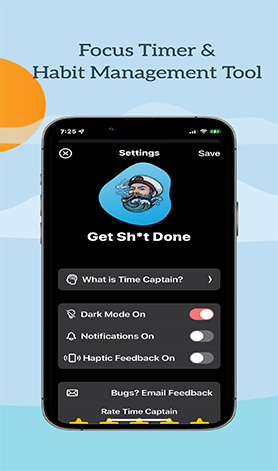 Focus Timer &
Habit Management Tool
7:25
Settings
Save
Get Sh*t Done
What is Time Captain?
Dark Mode On
Notifications On
Haptic Feedback On
Bugs? Email Feedback
Rate Time Captain